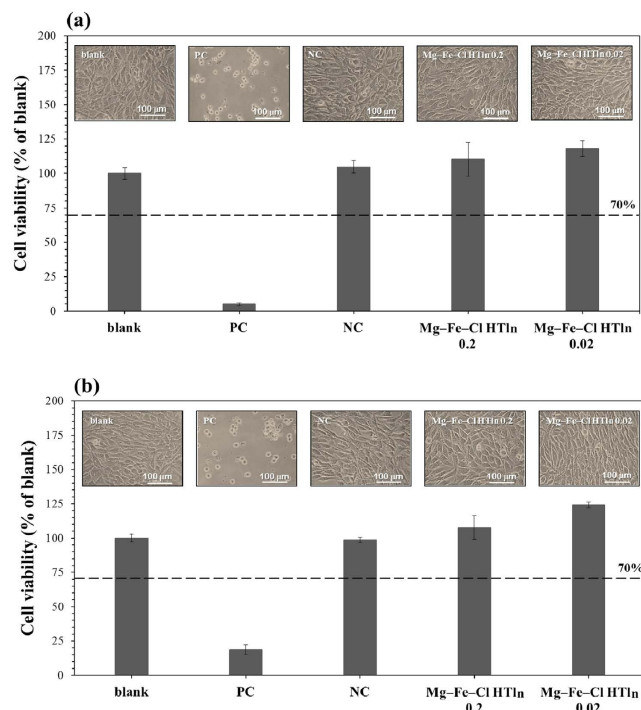 (a)
Cell viability (% of blank)
200
175
150
125
100
75
50
25
0
blank
100 µm
PC
100 µm
NC
100 µm
Mg–Fe–Cl HTln 0.2
100 µm
Mg–Fe–Cl HTln 0.02
100 µm
70%
blank
PC
NC
Mg–Fe–Cl HTln
0.2
Mg–Fe–Cl HTln
0.02
(b)
Cell viability (% of blank)
200
175
150
125
100
75
50
25
0
blank
100 µm
PC
100 µm
NC
100 µm
Mg–Fe–Cl HTln 0.2
100 µm
Mg–Fe–Cl HTln 0.02
100 µm
70%
blank
PC
NC
Mg–Fe–Cl HTln
0.2
Mg–Fe–Cl HTln
0.02